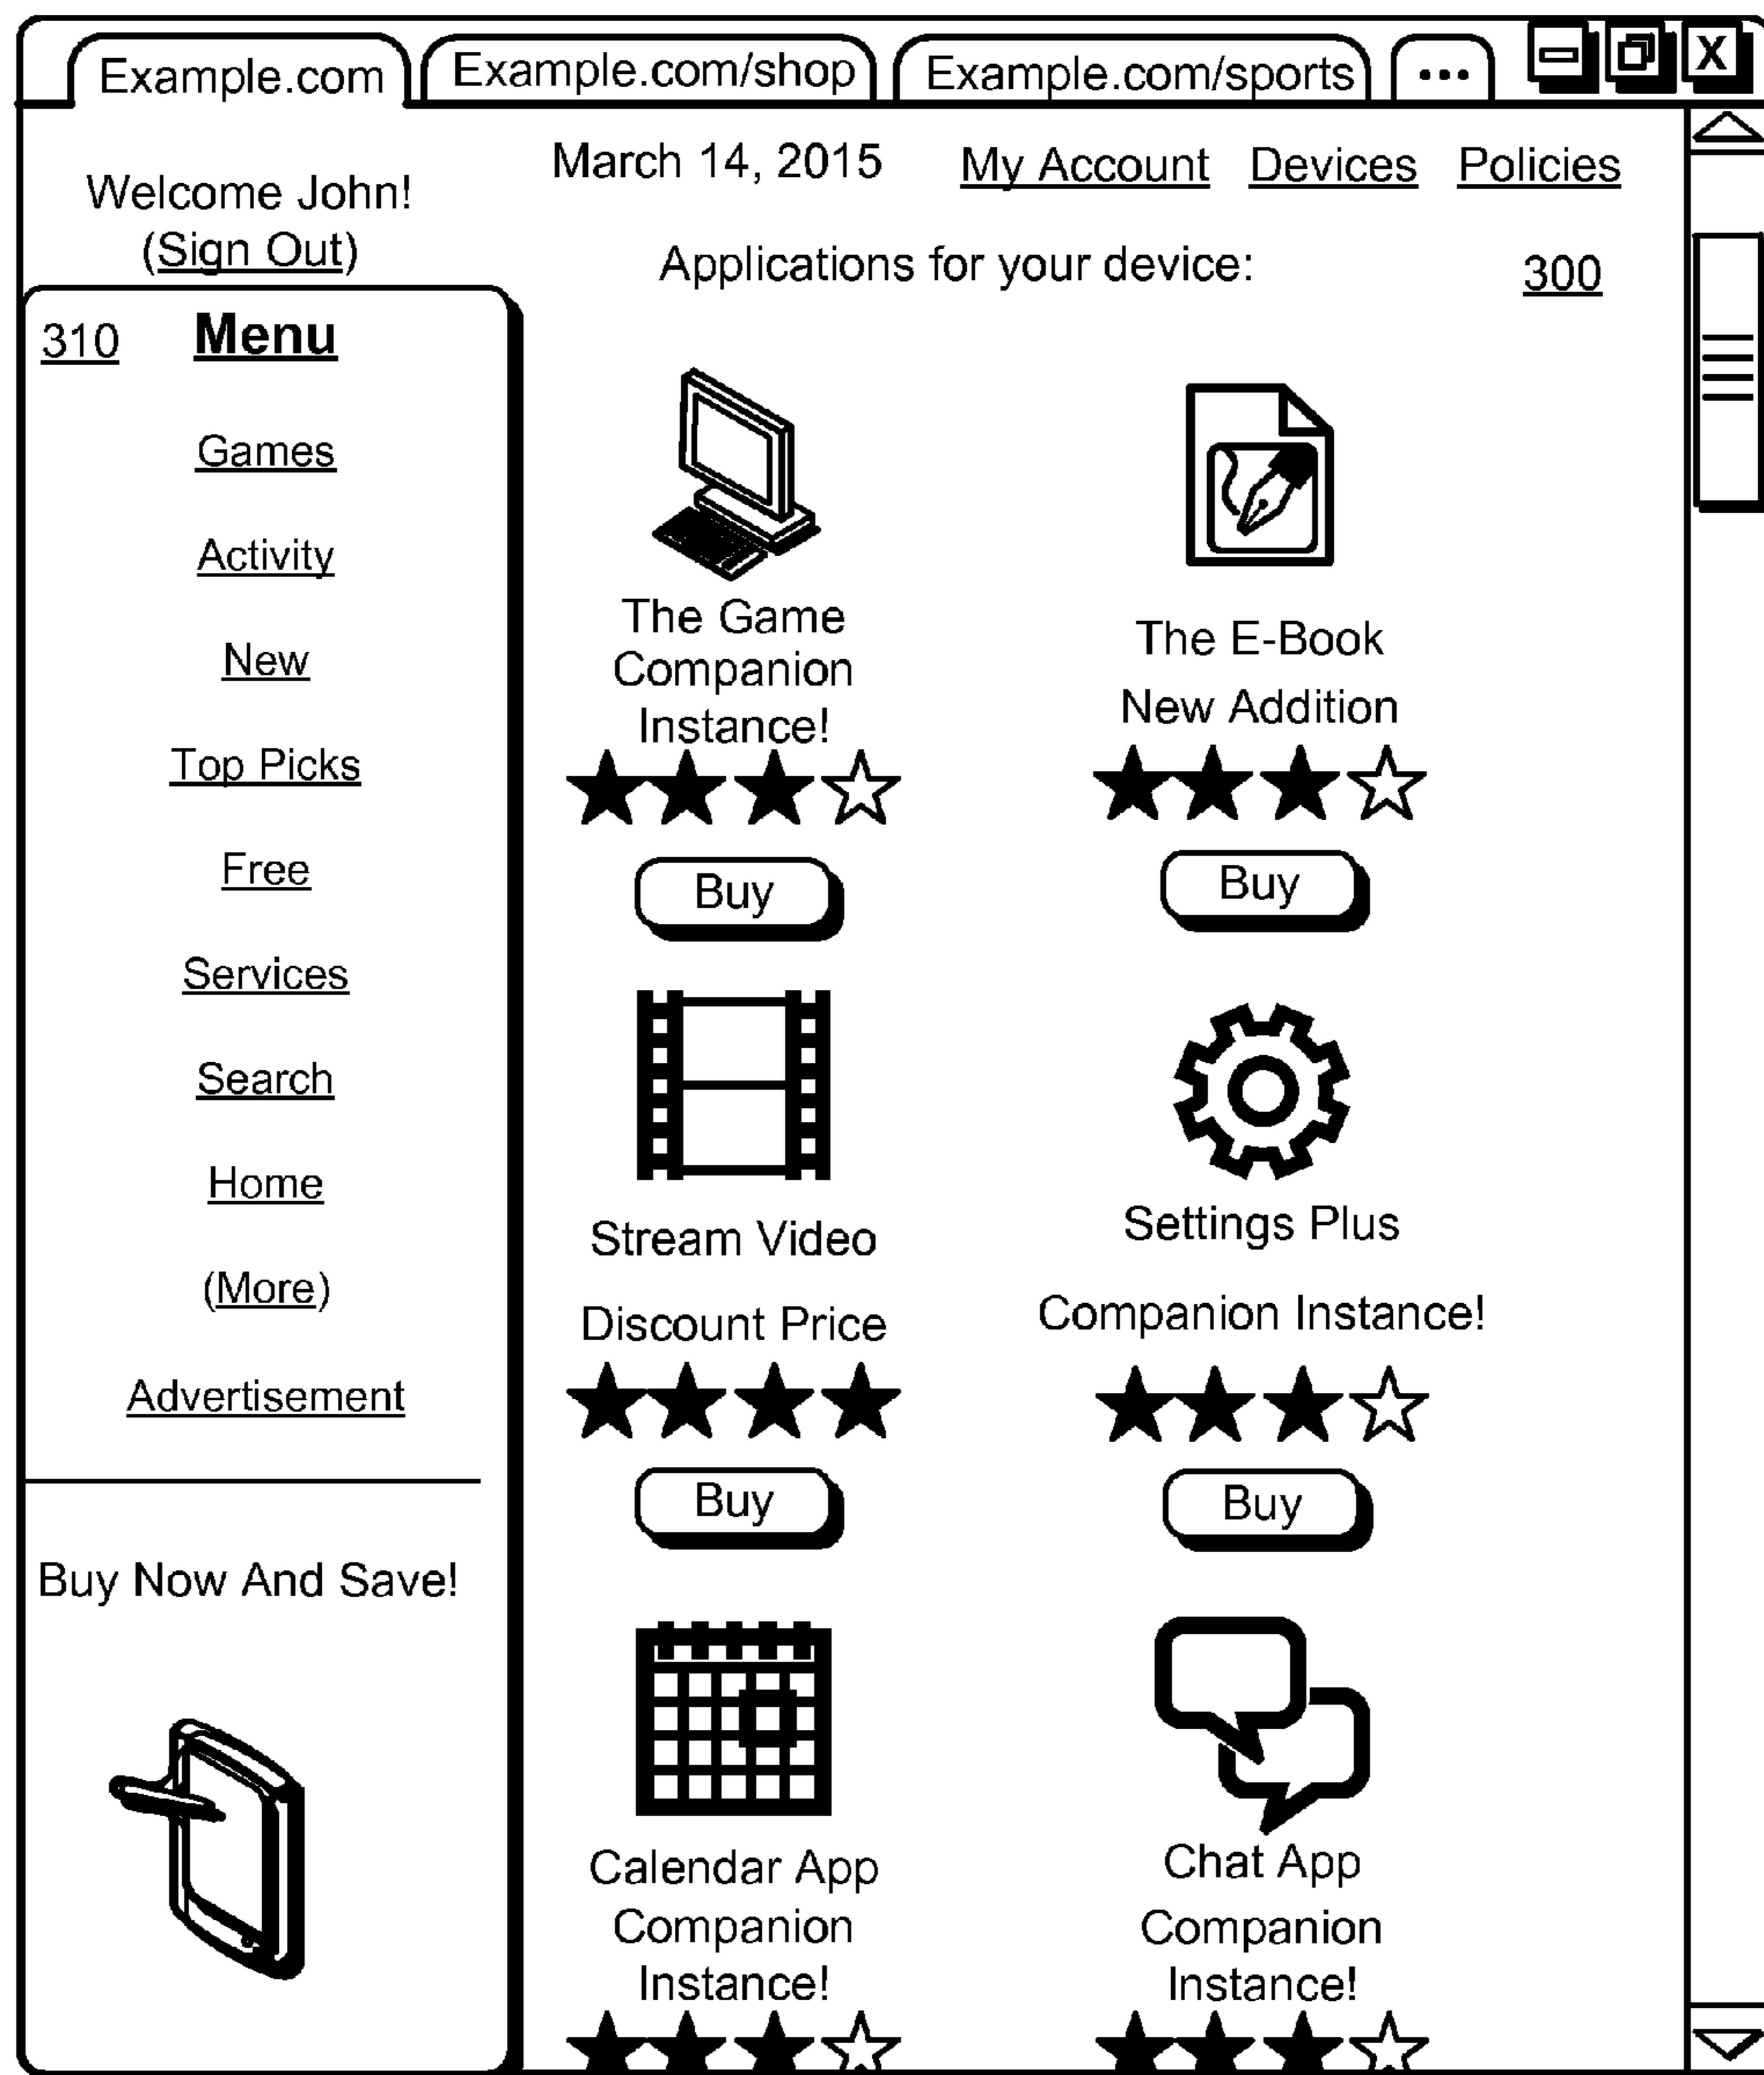 Example.com
Example.com/shop
Example.com/sports
...
X
Welcome John!
(Sign Out)
March 14, 2015
My Account
Devices
Policies
Applications for your device:
300
310
Menu
Games
Activity
New
Top Picks
Free
Services
Search
Home
(More)
Advertisement
Buy Now And Save!
The Game
Companion
Instance!
Buy
The E-Book
New Addition
Buy
Stream Video
Discount Price
Buy
Settings Plus
Companion Instance!
Buy
Calendar App
Companion
Instance!
Chat App
Companion
Instance!